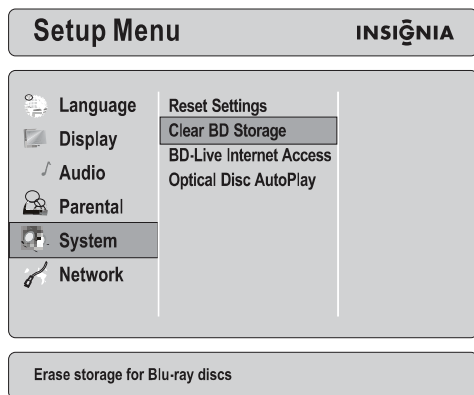 Setup Menu
INSIGNIA
Language
Display
Audio
Parental
System
Network
Reset Settings
Clear BD Storage
BD-Live Internet Access
Optical Disc AutoPlay
Erase storage for Blu-ray discs